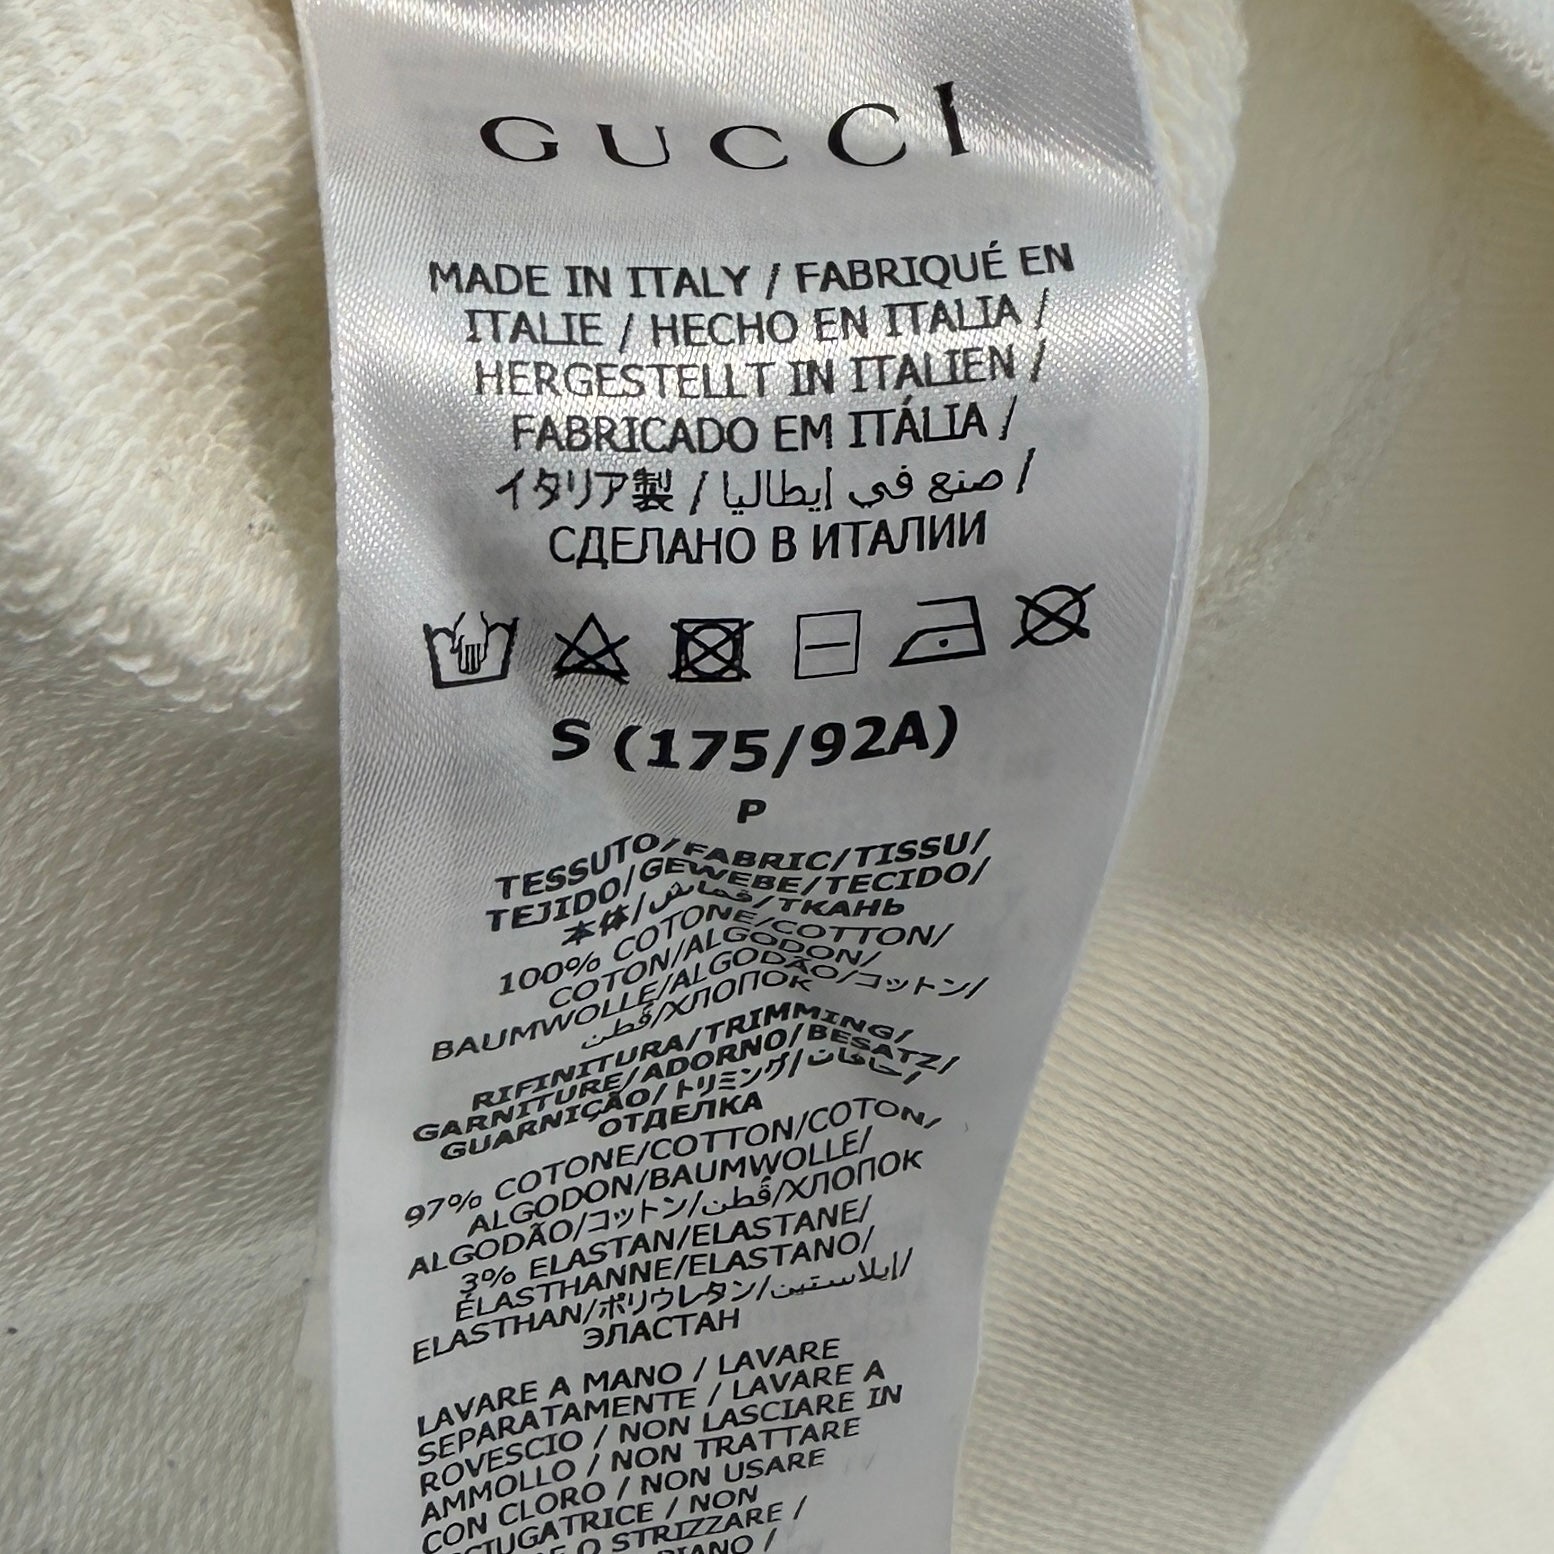 GUCCI
MADE IN ITALY / FABRIQUÉ EN
ITALIE / HECHO EN ITALIA /
HERGESTELLT IN ITALIEN /
FABRICADO EM ITÁLIA /
イタリア製 / صنع في إيطاليا /
СДЕЛАНО В ИТАЛИИ
S (175/92A)
P
TESSUTO/FABRIC/TISSU/
TEJIDO/GEWEBE/TECIDO/
本体/قماش/ТКАНЬ
100% COTONE/COTTON/
COTON/ALGODON/
BAUMWOLLE/ALGODÃO/コットン/
قطن/ХЛОПОК
RIFINITURA/TRIMMING/
GARNITURE/ADORNO/BESATZ/
GUARNIÇÃO/トリミング/حافات/
ОТДЕЛКА
97% COTONE/COTTON/COTON/
ALGODON/BAUMWOLLE/
ALGODÃO/コットン/قطن/ХЛОПОК
3% ELASTAN/ELASTANE/
ÉLASTHANNE/ELASTANO/
ELASTHAN/ポリウレタン/إيلاستين/
ЭЛАСТАН
LAVARE A MANO / LAVARE
SEPARATAMENTE / LAVARE A
ROVESCIO / NON LASCIARE IN
AMMOLLO / NON TRATTARE
CON CLORO / NON USARE
/ NON
O STRIZZARE /